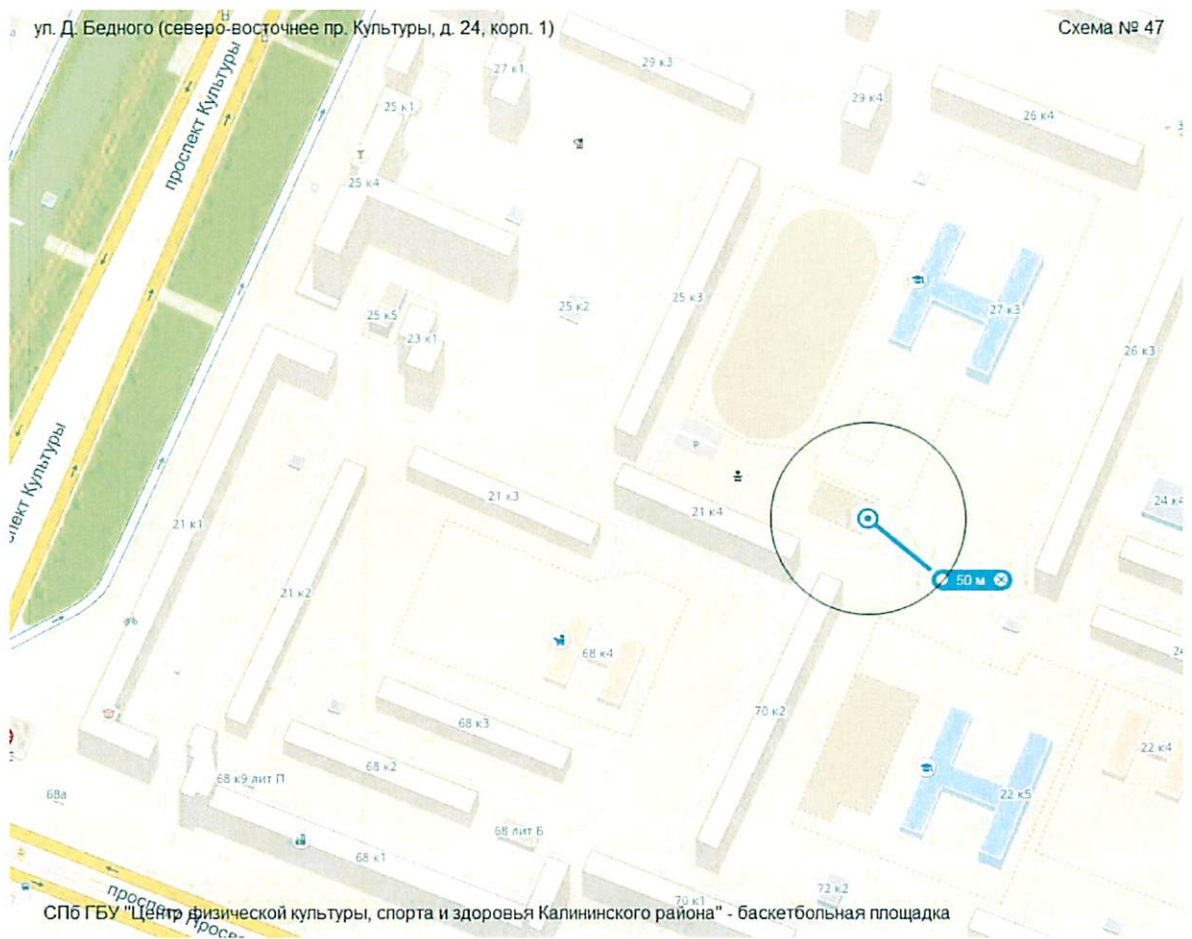 ул. Д. Бедного (северо-восточнее пр. Культуры, д. 24, корп. 1)
Схема № 47
29 к3
27 к1
29 к4
25 к1
26 к4
проспект Культуры
25 к4
25 к3
25 к2
27 к3
25 к5
23 к1
26 к3
P
21 к3
24 к4
21 к4
спект Культуры
21 к1
50 м
21 к2
68 к4
24
70 к2
68 к3
22 к4
68 к2
68 к9 лит П
22 к5
68а
68 лит Б
68 к1
72 к2
70 к1
проспект Просве
СПб ГБУ "Центр физической культуры, спорта и здоровья Калининского района" - баскетбольная площадка